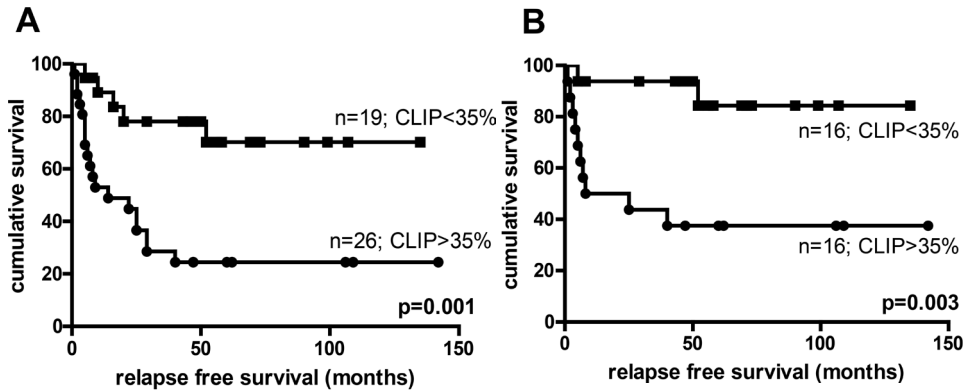 A
cumulative survival
100
80
60
40
20
0
n=19; CLIP<35%
n=26; CLIP>35%
p=0.001
0
50
100
150
relapse free survival (months)
B
cumulative survival
100
80
60
40
20
0
n=16; CLIP<35%
n=16; CLIP>35%
p=0.003
0
50
100
150
relapse free survival (months)